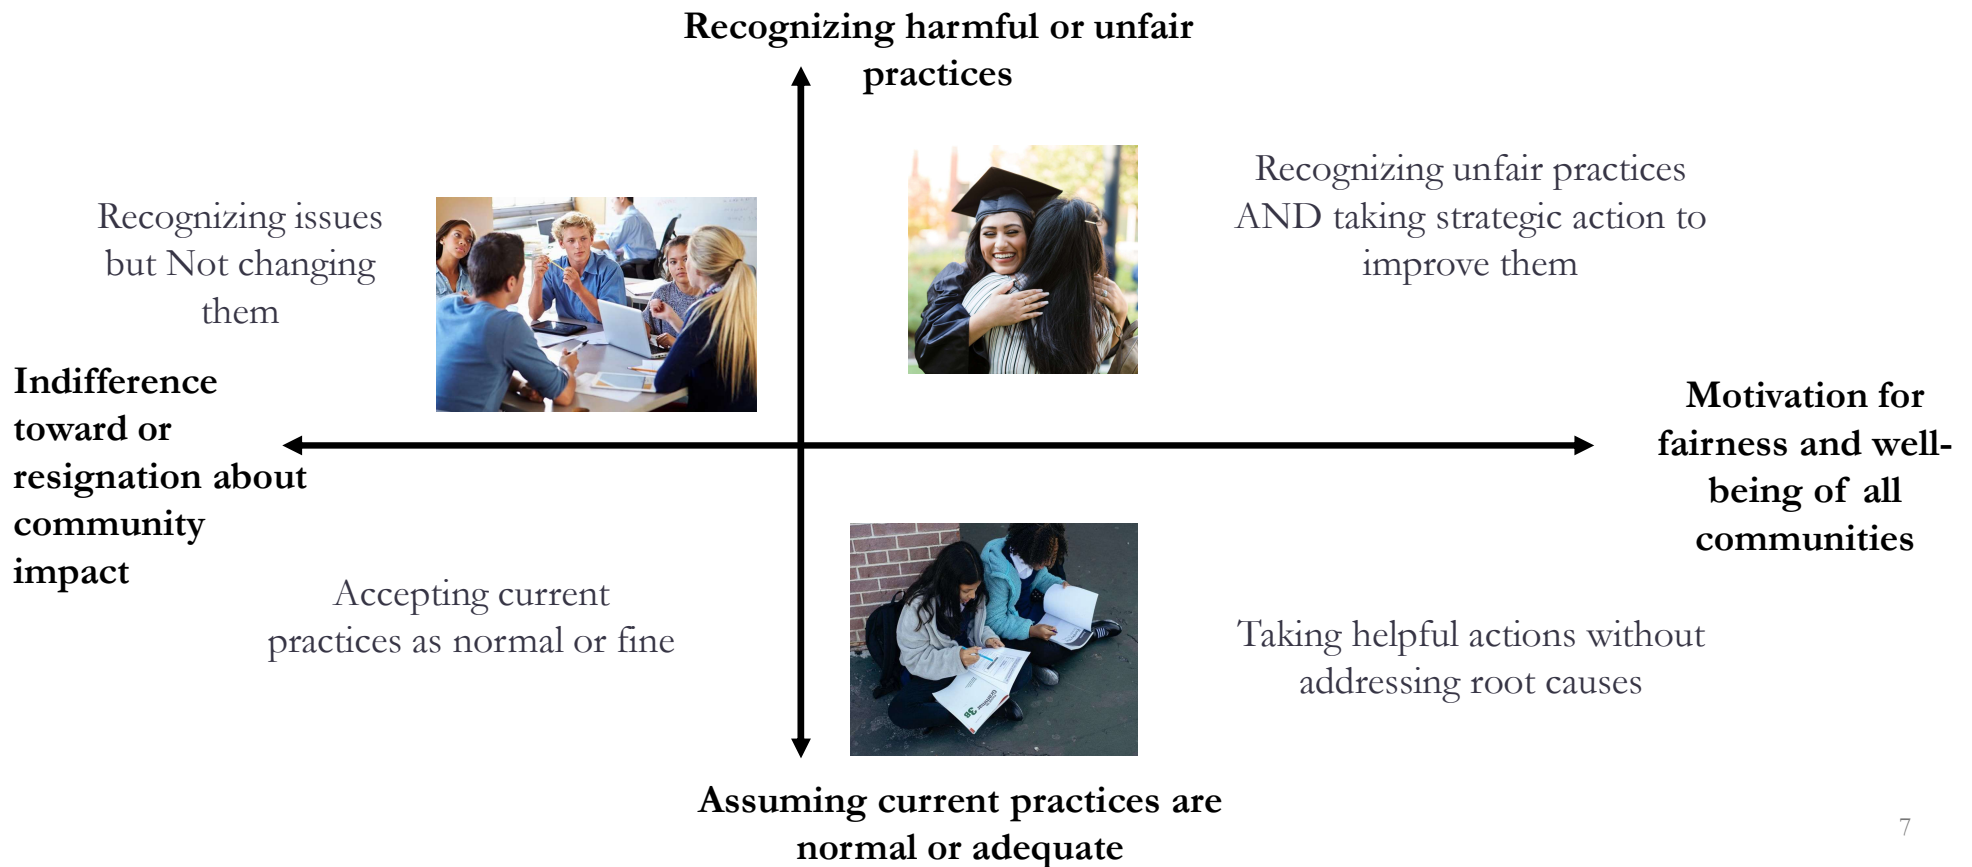 Recognizing harmful or unfair
practices
Recognizing issues
but Not changing
them
Recognizing unfair practices
AND taking strategic action to
improve them
Indifference
toward or
resignation about
community
impact
Motivation for
fairness and well-
being of all
communities
Accepting current
practices as normal or fine
Grammar
3B
Taking helpful actions without
addressing root causes
Assuming current practices are
normal or adequate
7